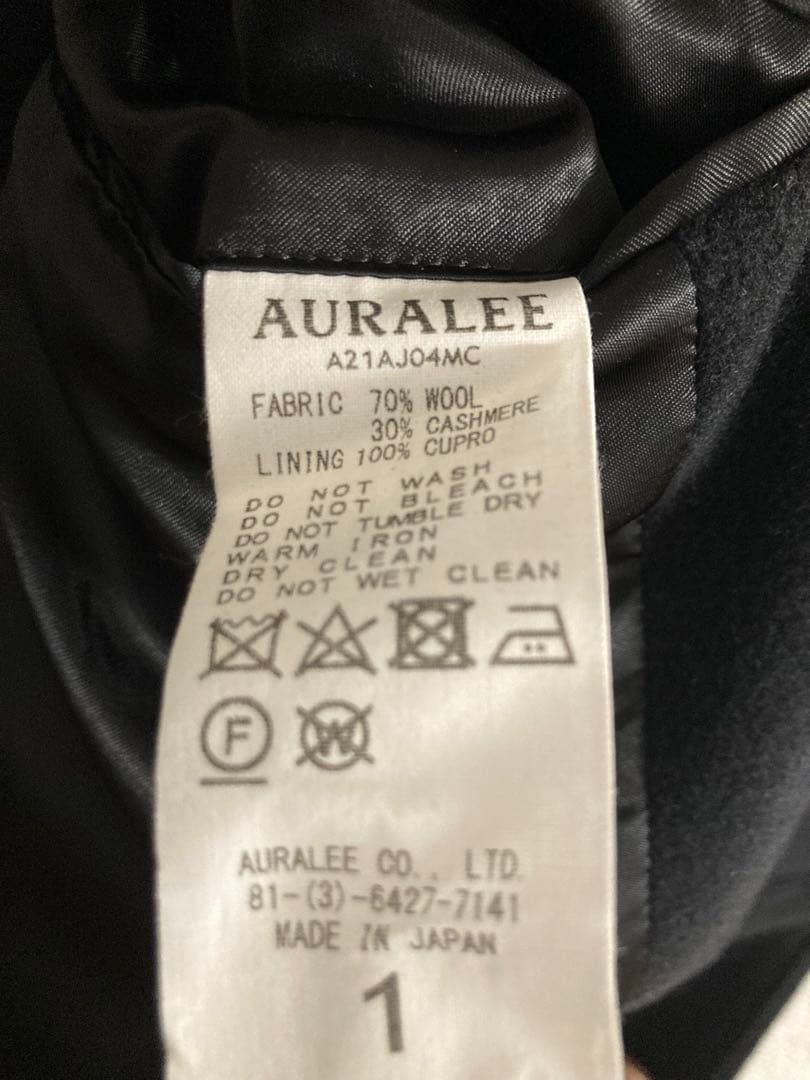 AURALEE
A21AJ04MC
FABRIC 70% WOOL
30% CASHMERE
LINING 100% CUPRO
DO NOT WASH
DO NOT BLEACH
DO NOT TUMBLE DRY
WARM IRON
DRY CLEAN
DO NOT WET CLEAN
F W
AURALEE CO., LTD.
81-(3)-6427-7141
MADE IN JAPAN
1